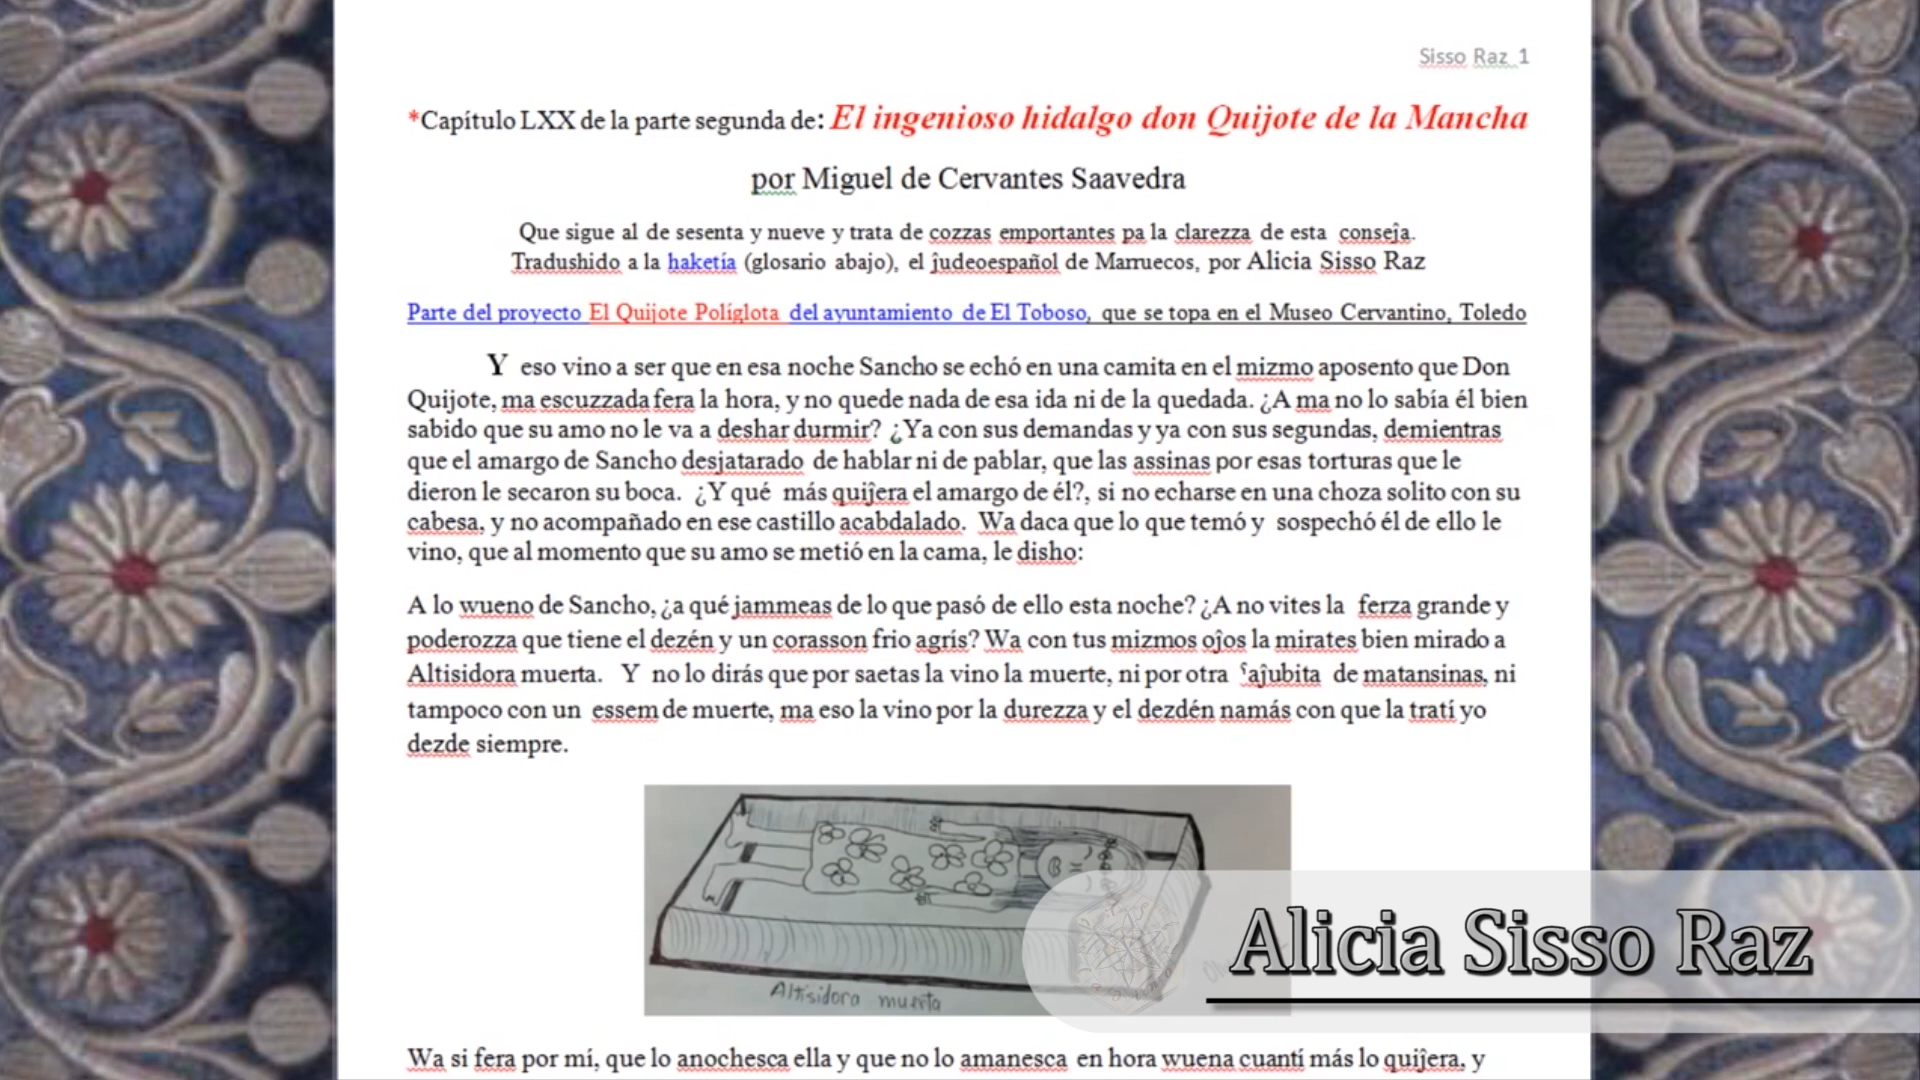 Sisso Raz 1
*Capítulo LXX de la parte segunda de: El ingenioso hidalgo don Quijote de la Mancha
por Miguel de Cervantes Saavedra
Que sigue al de sesenta y nueve y trata de cozzas emportantes pa la clarezza de esta conseĵa.
Tradushido a la haketía (glosario abajo), el ĵudeoespañol de Marruecos, por Alicia Sisso Raz
Parte del proyecto El Quijote Políglota del ayuntamiento de El Toboso, que se topa en el Museo Cervantino, Toledo
Y eso vino a ser que en esa noche Sancho se echó en una camita en el mizmo aposento que Don
Quijote, ma escuzzada fera la hora, y no quede nada de esa ida ni de la quedada. ¿A ma no lo sabía él bien
sabido que su amo no le va a deshar durmir? ¿Ya con sus demandas y ya con sus segundas, demientras
que el amargo de Sancho desjatarado de hablar ni de pablar, que las assinas por esas torturas que le
dieron le secaron su boca. ¿Y qué más quiĵera el amargo de él?, si no echarse en una choza solito con su
cabesa, y no acompañado en ese castillo acabdalado. Wa daca que lo que temó y sospechó él de ello le
vino, que al momento que su amo se metió en la cama, le disho:
A lo wueno de Sancho, ¿a qué jammeas de lo que pasó de ello esta noche? ¿A no vites la ferza grande y
poderozza que tiene el dezén y un corasson frio agrís? Wa con tus mizmos oĵos la mirates bien mirado a
Altisidora muerta. Y no lo dirás que por saetas la vino la muerte, ni por otra ˤaĵubita de matansinas, ni
tampoco con un essem de muerte, ma eso la vino por la durezza y el dezdén namás con que la tratí yo
dezde siempre.
Altisidora muerta
Alicia Sisso Raz
Wa si fera por mí, que lo anochesca ella y que no lo amanesca en hora wuena cuantí más lo quiĵera, y